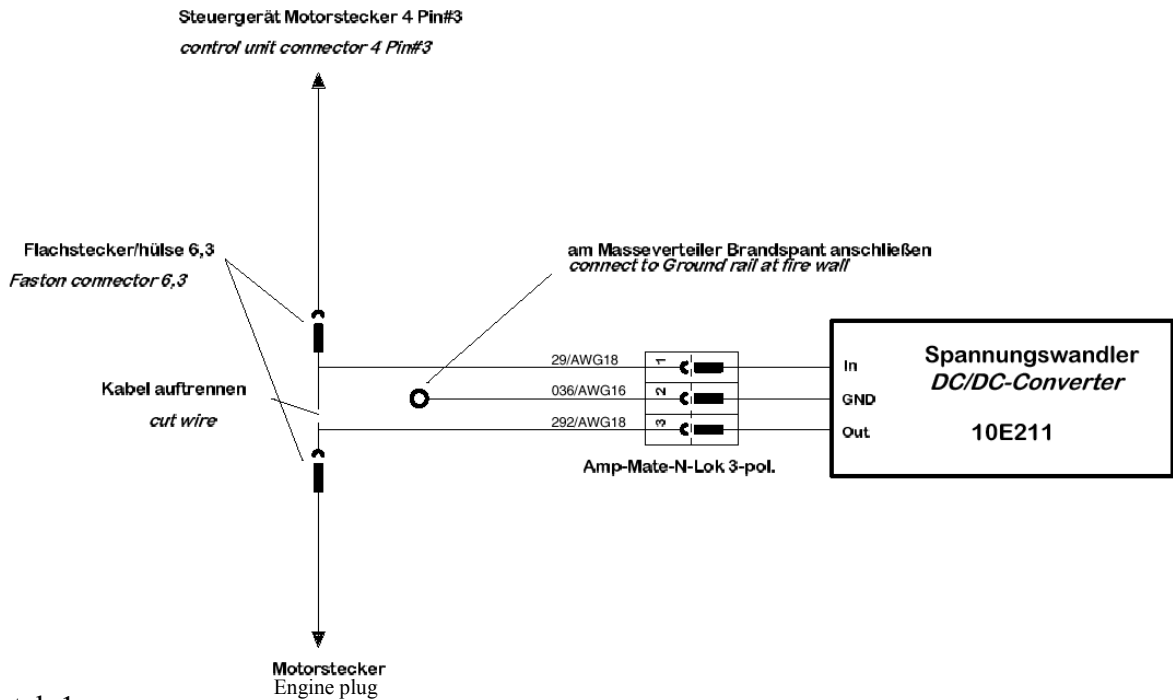 Steuergerät Motorstecker 4 Pin#3
control unit connector 4 Pin#3
Flachstecker/hülse 6,3
Faston connector 6,3
am Masseverteiler Brandspant anschließen
connect to Ground rail at fire wall
Kabel auftrennen
cut wire
29/AWG18
036/AWG16
292/AWG18
1
2
3
Amp-Mate-N-Lok 3-pol.
In
GND
Out
Spannungswandler
DC/DC-Converter
10E211
Motorstecker
Engine plug